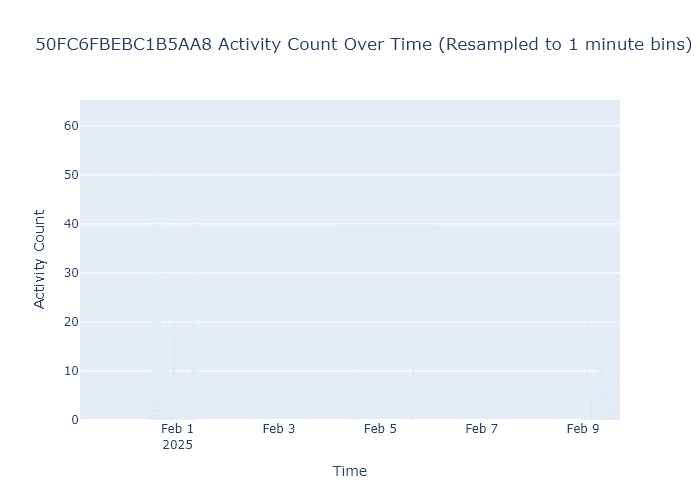 50FC6FBEBC1B5AA8 Activity Count Over Time (Resampled to 1 minute bins)
60
50
40
30
20
10
0
Activity Count
Feb 1 Feb 3 Feb 5 Feb 7 Feb 9
2025
Time